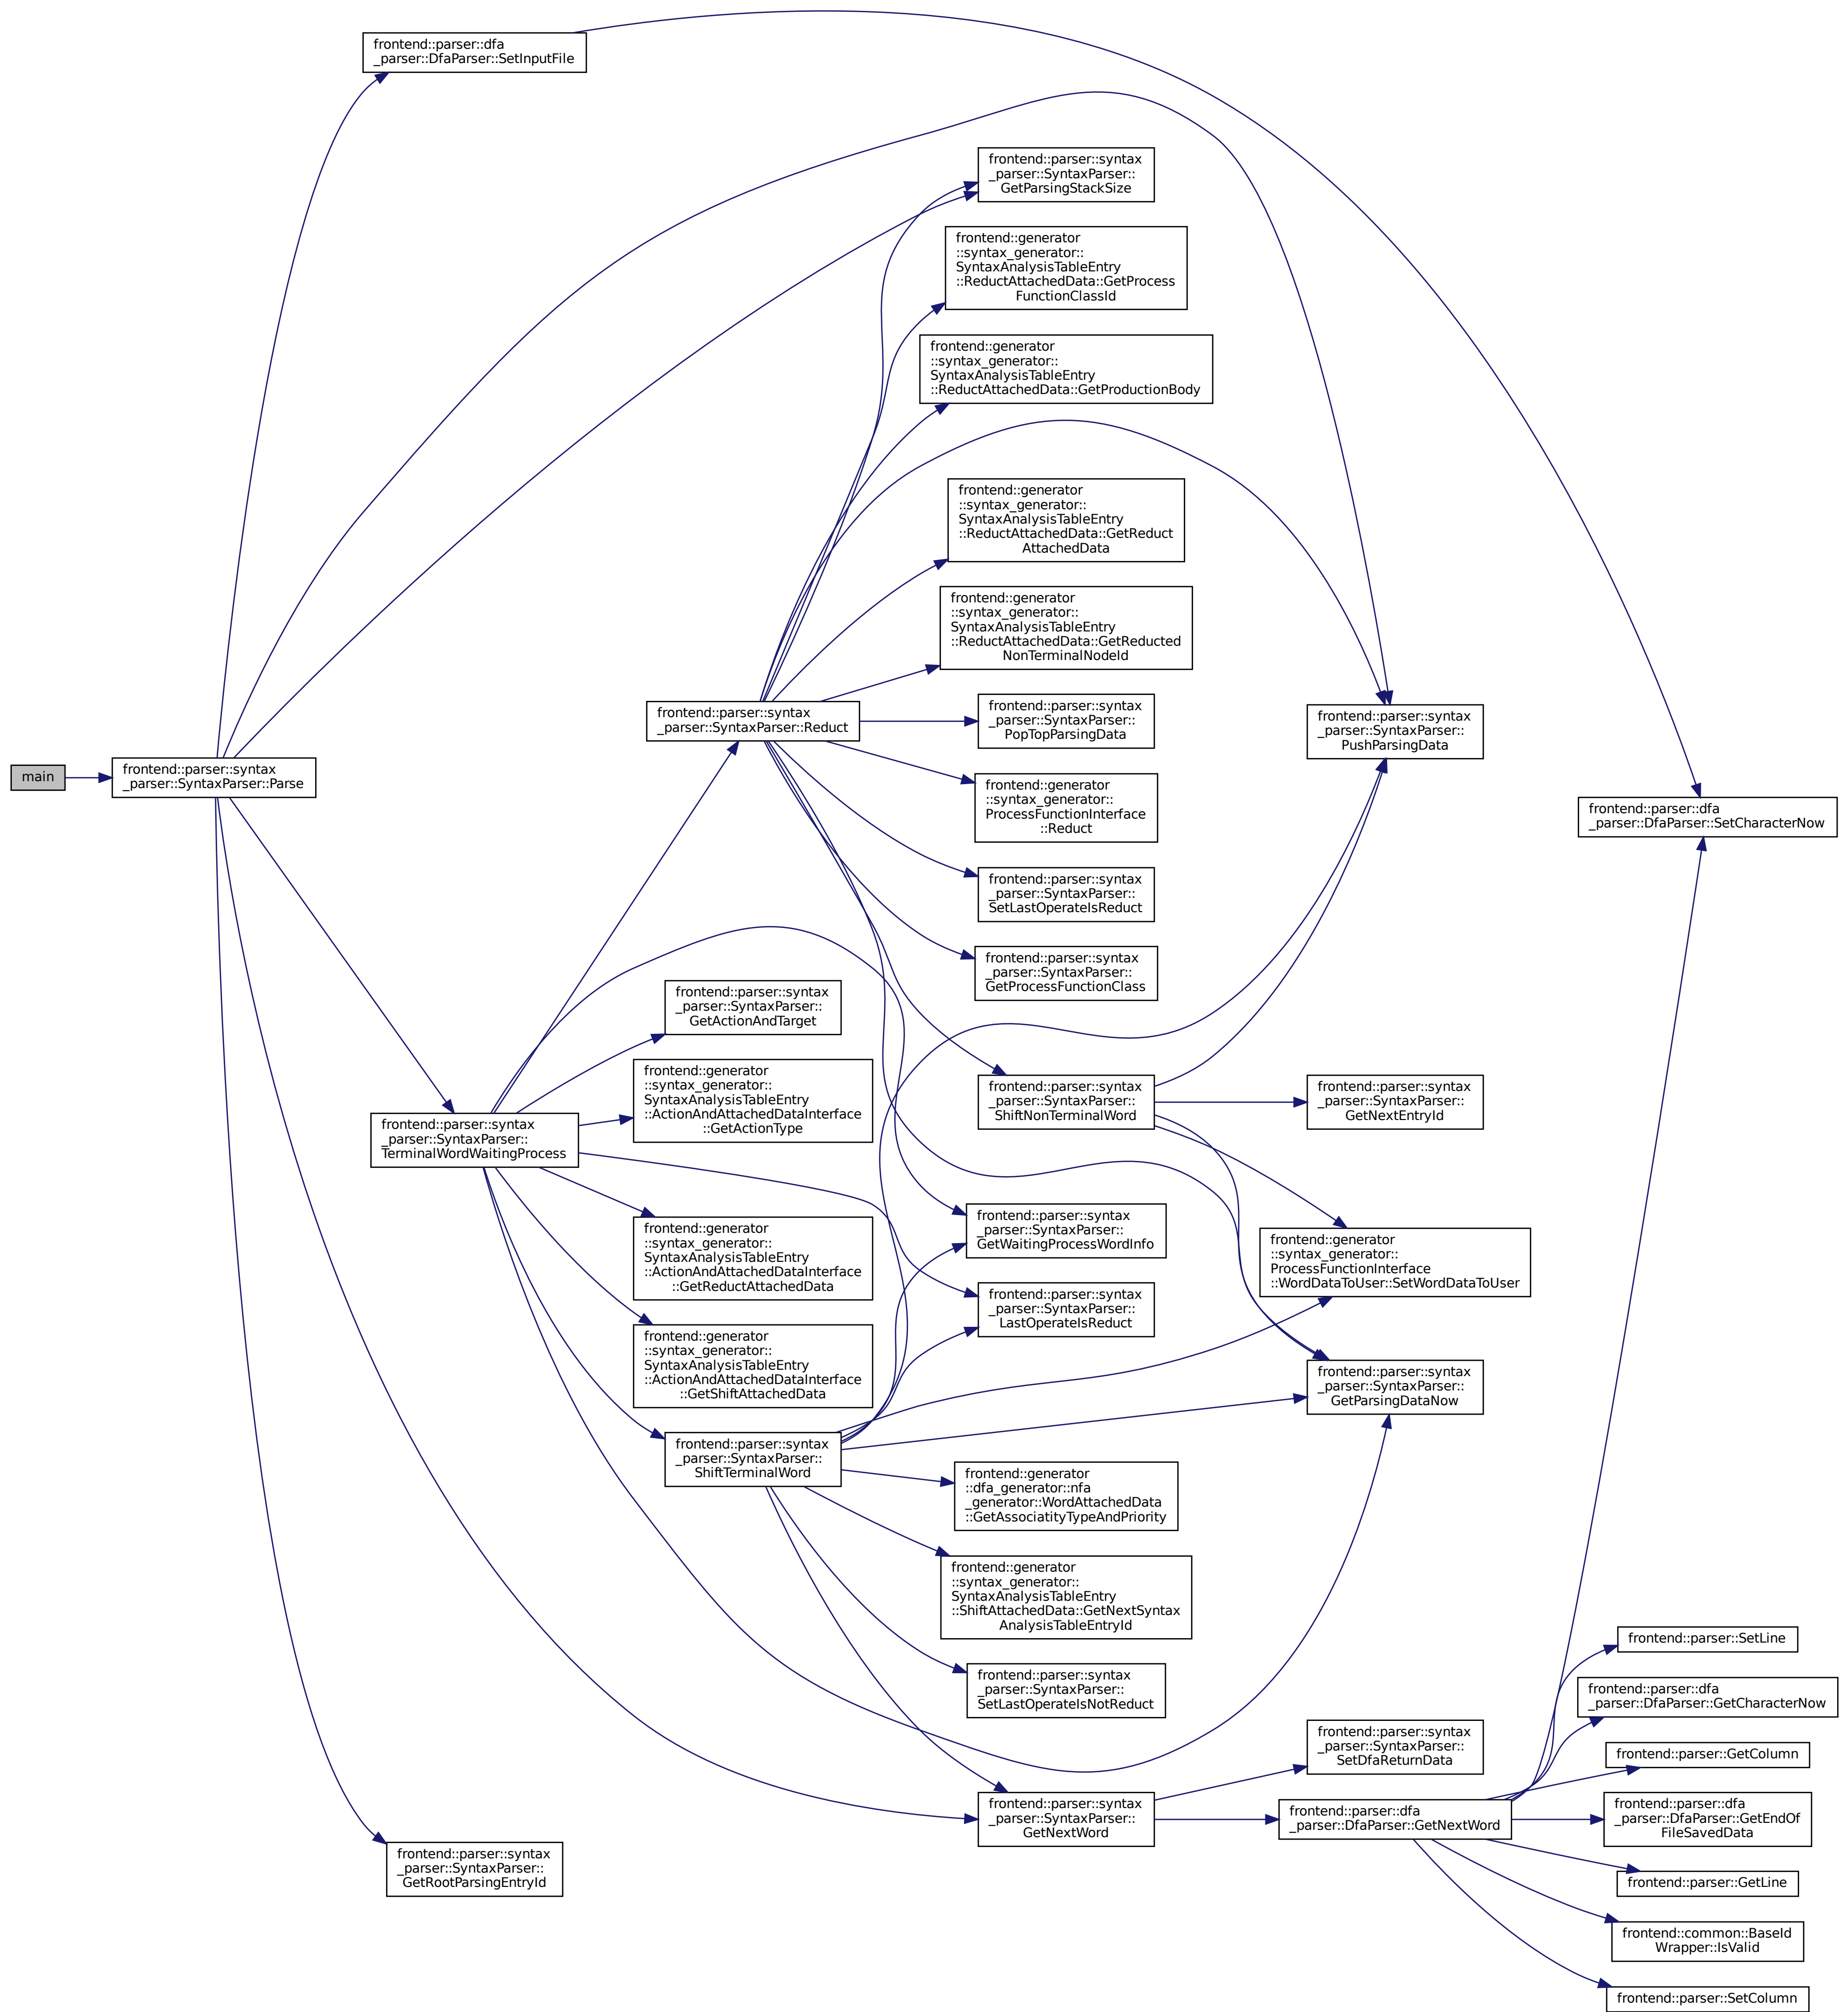 main
frontend::parser::syntax
_parser::SyntaxParser::Parse
frontend::parser::dfa
_parser::DfaParser::SetInputFile
frontend::parser::syntax
_parser::SyntaxParser::
TerminalWordWaitingProcess
frontend::parser::syntax
_parser::SyntaxParser::
GetRootParsingEntryId
frontend::parser::syntax
_parser::SyntaxParser::Reduct
frontend::parser::syntax
_parser::SyntaxParser::
GetActionAndTarget
frontend::generator
::syntax_generator::
SyntaxAnalysisTableEntry
::ActionAndAttachedDataInterface
::GetActionType
frontend::generator
::syntax_generator::
SyntaxAnalysisTableEntry
::ActionAndAttachedDataInterface
::GetReductAttachedData
frontend::generator
::syntax_generator::
SyntaxAnalysisTableEntry
::ActionAndAttachedDataInterface
::GetShiftAttachedData
frontend::parser::syntax
_parser::SyntaxParser::
ShiftTerminalWord
frontend::parser::syntax
_parser::SyntaxParser::
GetParsingStackSize
frontend::generator
::syntax_generator::
SyntaxAnalysisTableEntry
::ReductAttachedData::GetProcess
FunctionClassId
frontend::generator
::syntax_generator::
SyntaxAnalysisTableEntry
::ReductAttachedData::GetProductionBody
frontend::generator
::syntax_generator::
SyntaxAnalysisTableEntry
::ReductAttachedData::GetReduct
AttachedData
frontend::generator
::syntax_generator::
SyntaxAnalysisTableEntry
::ReductAttachedData::GetReducted
NonTerminalNodeId
frontend::parser::syntax
_parser::SyntaxParser::
PopTopParsingData
frontend::generator
::syntax_generator::
ProcessFunctionInterface
::Reduct
frontend::parser::syntax
_parser::SyntaxParser::
SetLastOperateIsReduct
frontend::parser::syntax
_parser::SyntaxParser::
GetProcessFunctionClass
frontend::parser::syntax
_parser::SyntaxParser::
ShiftNonTerminalWord
frontend::parser::syntax
_parser::SyntaxParser::
GetWaitingProcessWordInfo
frontend::parser::syntax
_parser::SyntaxParser::
LastOperateIsReduct
frontend::generator
::dfa_generator::nfa
_generator::WordAttachedData
::GetAssociatityTypeAndPriority
frontend::generator
::syntax_generator::
SyntaxAnalysisTableEntry
::ShiftAttachedData::GetNextSyntax
AnalysisTableEntryId
frontend::parser::syntax
_parser::SyntaxParser::
SetLastOperateIsNotReduct
frontend::parser::syntax
_parser::SyntaxParser::
GetNextWord
frontend::parser::syntax
_parser::SyntaxParser::
PushParsingData
frontend::parser::syntax
_parser::SyntaxParser::
GetNextEntryId
frontend::generator
::syntax_generator::
ProcessFunctionInterface
::WordDataToUser::SetWordDataToUser
frontend::parser::syntax
_parser::SyntaxParser::
GetParsingDataNow
frontend::parser::syntax
_parser::SyntaxParser::
SetDfaReturnData
frontend::parser::dfa
_parser::DfaParser::GetNextWord
frontend::parser::dfa
_parser::DfaParser::SetCharacterNow
frontend::parser::SetLine
frontend::parser::dfa
_parser::DfaParser::GetCharacterNow
frontend::parser::GetColumn
frontend::parser::dfa
_parser::DfaParser::GetEndOf
FileSavedData
frontend::parser::GetLine
frontend::common::BaseId
Wrapper::IsValid
frontend::parser::SetColumn